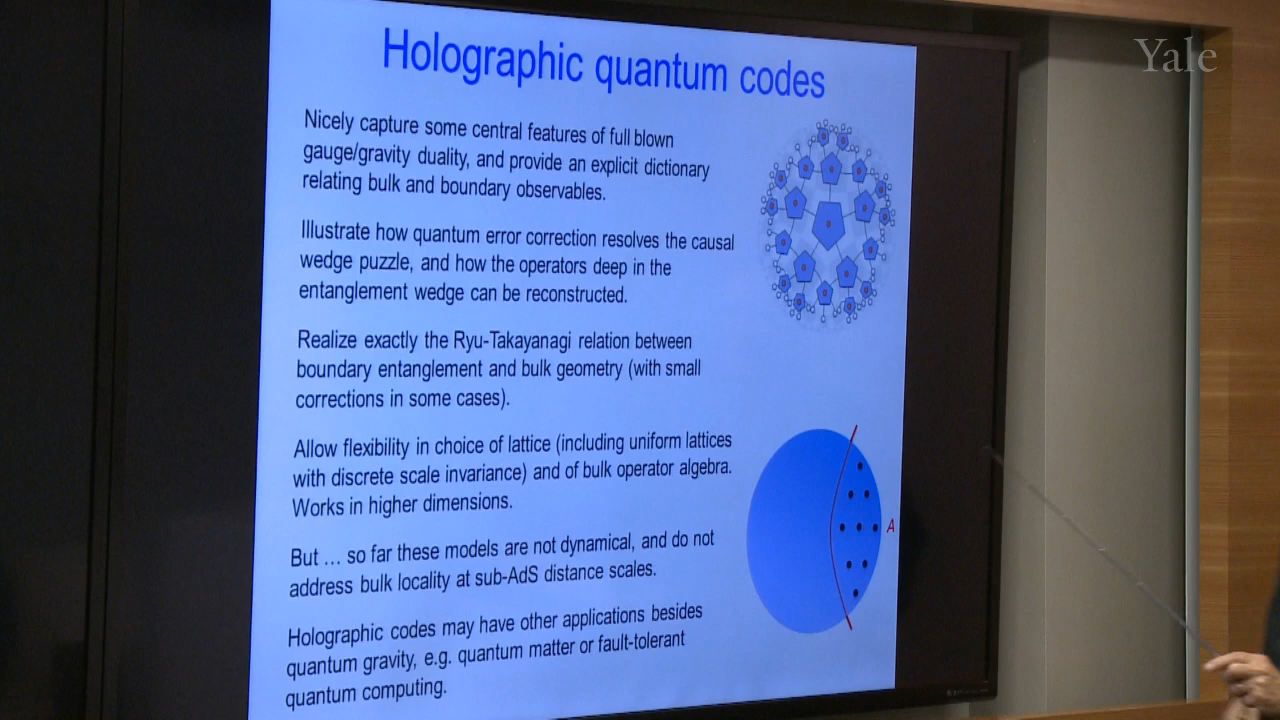 Holographic quantum codes
Yale
Nicely capture some central features of full blown
gauge/gravity duality, and provide an explicit dictionary
relating bulk and boundary observables.
Illustrate how quantum error correction resolves the causal
wedge puzzle, and how the operators deep in the
entanglement wedge can be reconstructed.
Realize exactly the Ryu-Takayanagi relation between
boundary entanglement and bulk geometry (with small
corrections in some cases).
Allow flexibility in choice of lattice (including uniform lattices
with discrete scale invariance) and of bulk operator algebra.
Works in higher dimensions.
A
But ... so far these models are not dynamical, and do not
address bulk locality at sub-AdS distance scales.
Holographic codes may have other applications besides
quantum gravity, e.g. quantum matter or fault-tolerant
quantum computing.